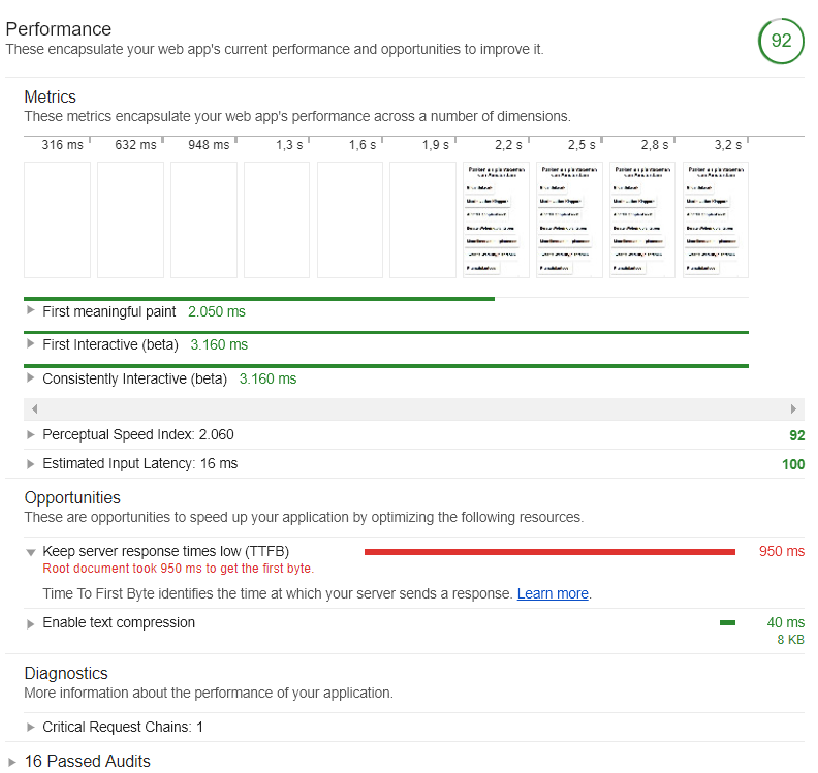 Performance
These encapsulate your web app's current performance and opportunities to improve it.
92
Metrics
These metrics encapsulate your web app's performance across a number of dimensions.
316 ms 632 ms 948 ms 1,3 s 1,6 s 1,9 s 2,2 s 2,5 s 2,8 s 3,2 s
First meaningful paint 2.050 ms
First Interactive (beta) 3.160 ms
Consistently Interactive (beta) 3.160 ms
Perceptual Speed Index: 2.060 92
Estimated Input Latency: 16 ms 100
Opportunities
These are opportunities to speed up your application by optimizing the following resources.
Keep server response times low (TTFB) 950 ms
Root document took 950 ms to get the first byte.
Time To First Byte identifies the time at which your server sends a response. Learn more.
Enable text compression 40 ms
8 KB
Diagnostics
More information about the performance of your application.
Critical Request Chains: 1
16 Passed Audits